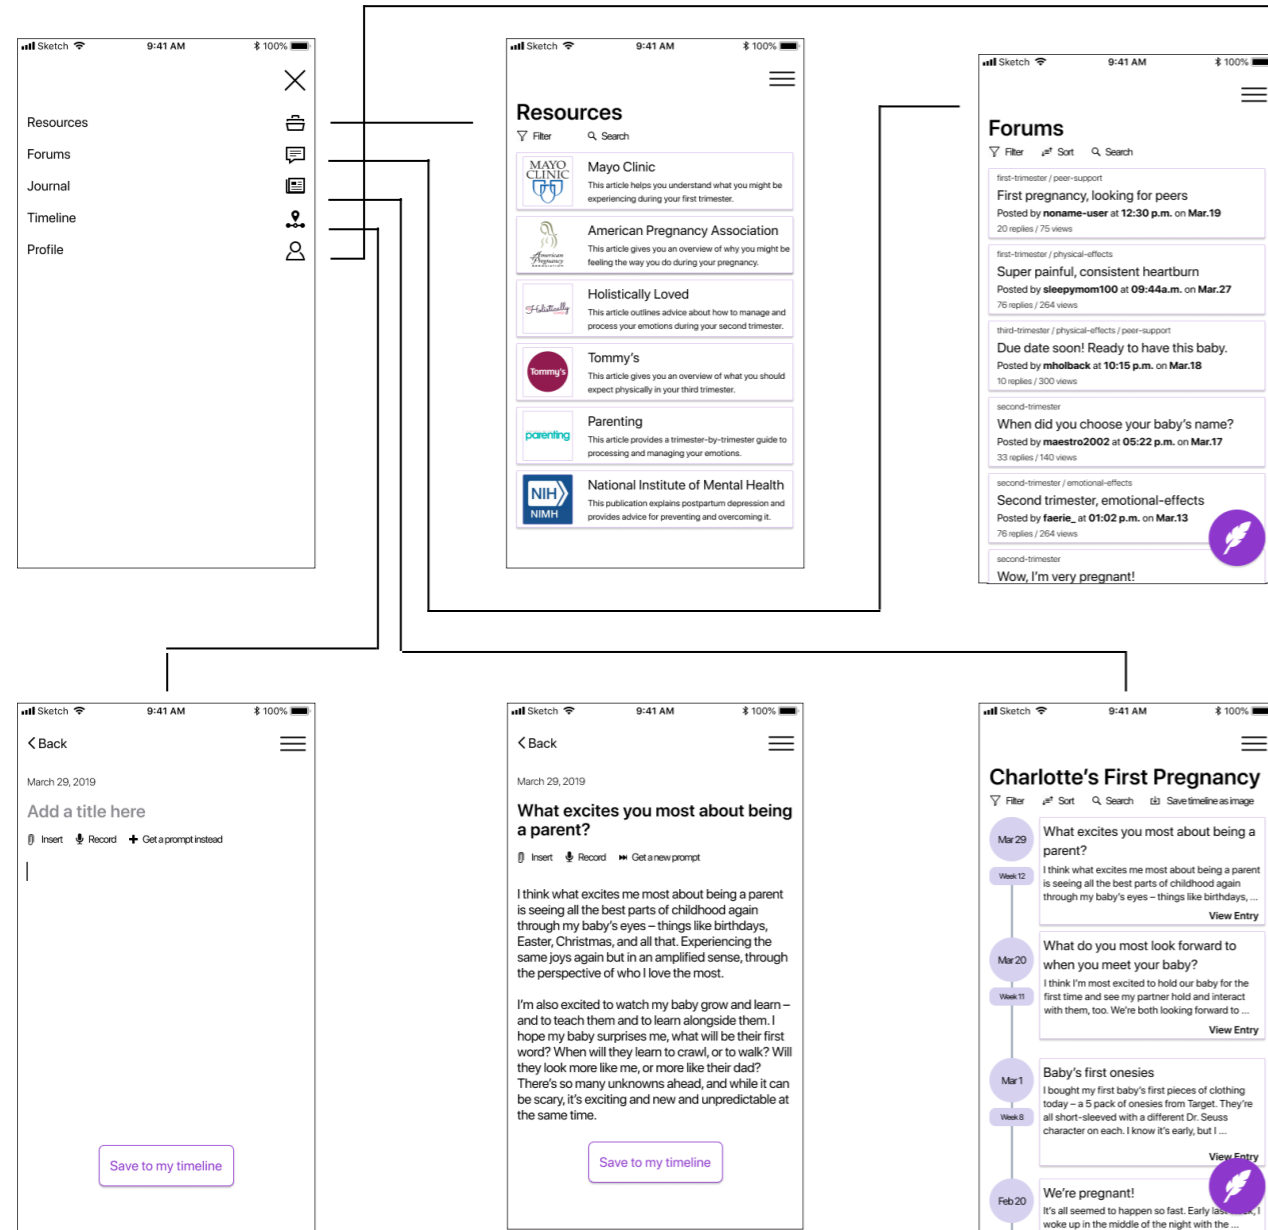 Sketch 9:41 AM 100%
Resources
Forums
Journal
Timeline
Profile
Sketch 9:41 AM 100%
Resources
Filter Search
MAYO
CLINIC
Mayo Clinic
This article helps you understand what you might be
experiencing during your first trimester.
American
Pregnancy
ASSOCIATION
American Pregnancy Association
This article gives you an overview of why you might be
feeling the way you do during your pregnancy.
Holistically
Holistically Loved
This article outlines advice about how to manage and
process your emotions during your second trimester.
Tommy's
Tommy's
This article gives you an overview of what you should
expect physically in your third trimester.
parenting
Parenting
This article provides a trimester-by-trimester guide to
processing and managing your emotions.
NIH
NIMH
National Institute of Mental Health
This publication explains postpartum depression and
provides advice for preventing and overcoming it.
Sketch 9:41 AM 100%
Forums
Filter Sort Search
first-trimester / peer-support
First pregnancy, looking for peers
Posted by noname-user at 12:30 p.m. on Mar.19
20 replies / 75 views
first-trimester / physical-effects
Super painful, consistent heartburn
Posted by sleepymom100 at 09:44a.m. on Mar.27
76 replies / 264 views
third-trimester / physical-effects / peer-support
Due date soon! Ready to have this baby.
Posted by mholback at 10:15 p.m. on Mar.18
10 replies / 300 views
second-trimester
When did you choose your baby's name?
Posted by maestro2002 at 05:22 p.m. on Mar.17
33 replies / 140 views
second-trimester / emotional-effects
Second trimester, emotional-effects
Posted by faerie_ at 01:02 p.m. on Mar.13
76 replies / 264 views
second-trimester
Wow, I'm very pregnant!
Sketch 9:41 AM 100%
Back
March 29, 2019
Add a title here
Insert Record Get a prompt instead
Save to my timeline
Sketch 9:41 AM 100%
Back
March 29, 2019
What excites you most about being
a parent?
Insert Record Get a new prompt
I think what excites me most about being a parent
is seeing all the best parts of childhood again
through my baby's eyes – things like birthdays,
Easter, Christmas, and all that. Experiencing the
same joys again but in an amplified sense, through
the perspective of who I love the most.
I'm also excited to watch my baby grow and learn –
and to teach them and to learn alongside them. I
hope my baby surprises me, what will be their first
word? When will they learn to crawl, or to walk? Will
they look more like me, or more like their dad?
There's so many unknowns ahead, and while it can
be scary, it's exciting and new and unpredictable at
the same time.
Save to my timeline
Sketch 9:41 AM 100%
Charlotte's First Pregnancy
Filter Sort Search Save timeline as image
Mar 29
Week 12
What excites you most about being a
parent?
I think what excites me most about being a parent
is seeing all the best parts of childhood again
through my baby's eyes – things like birthdays, ...
View Entry
Mar 20
Week 11
What do you most look forward to
when you meet your baby?
I think I'm most excited to hold our baby for the
first time and see my partner hold and interact
with them, too. We're both looking forward to ...
View Entry
Mar 1
Week 8
Baby's first onesies
I bought my first baby's first pieces of clothing
today – a 5 pack of onesies from Target. They're
all short-sleeved with a different Dr. Seuss
character on each. I know it's early, but I ...
View Entry
Feb 20
We're pregnant!
It's all seemed to happen so fast. Early last I
woke up in the middle of the night with the ...